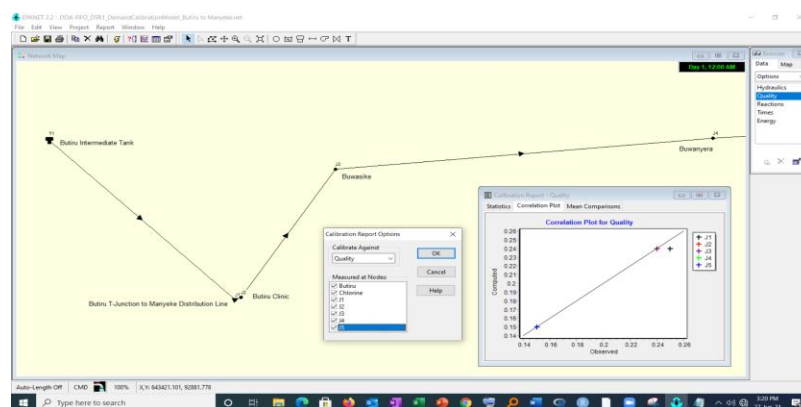 EPANET 2.2 - DDA-FIFO_DSR1_DemandCalibrationModel_Butiru to Manyeke.net
File Edit View Project Report Window Help
Network Map
Day 1, 12:00 AM
Browser
Data Map
Options
Hydraulics
Quality
Reactions
Times
Energy
T1
Butiru Intermediate Tank
J3
Buwasike
J4
Buwanyera
Butiru Clinic
Butiru T-Junction to Manyeke Distribution Line
Calibration Report Options
Calibrate Against
Quality
Measured at Nodes:
Butiru
Chlorine
J1
J2
J3
J4
J5
OK
Cancel
Help
Calibration Report - Quality
Statistics Correlation Plot Mean Comparisons
Correlation Plot for Quality
Computed
0.26
0.25
0.24
0.23
0.22
0.21
0.2
0.19
0.18
0.17
0.16
0.15
0.14
0.14 0.16 0.18 0.2 0.22 0.24 0.26
Observed
J1
J2
J3
J4
J5
Auto-Length Off CMD 100% X,Y: 643421.101, 92881.778
Type here to search
3:20 PM